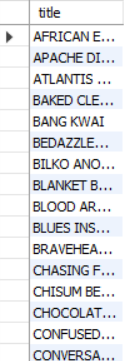 title
AFRICAN E...
APACHE DI...
ATLANTIS ...
BAKED CLE...
BANG KWAI
BEDAZZLE...
BILKO ANO...
BLANKET B...
BLOOD AR...
BLUES INS...
BRAVEHEA...
CHASING F...
CHISUM BE...
CHOCOLAT...
CONFUSED...
CONVERSA...